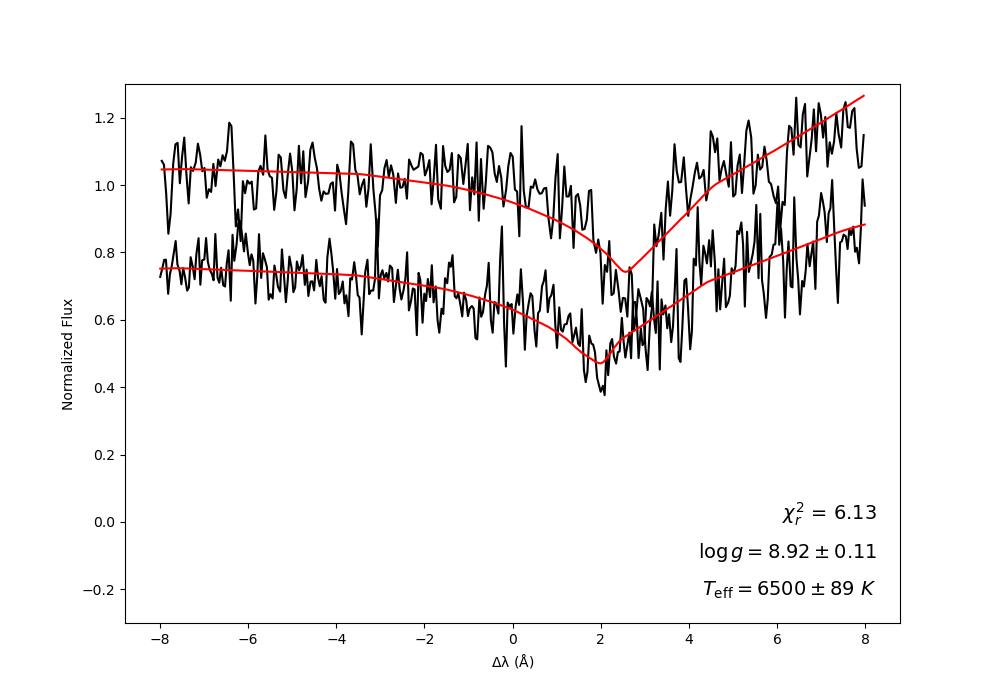 1.2
1.0
0.8
0.6
0.4
0.2
0.0
−0.2
Normalized Flux
χ_r^2 = 6.13
log g = 8.92 ± 0.11
T_eff = 6500 ± 89 K
−8 −6 −4 −2 0 2 4 6 8
Δλ (Å)